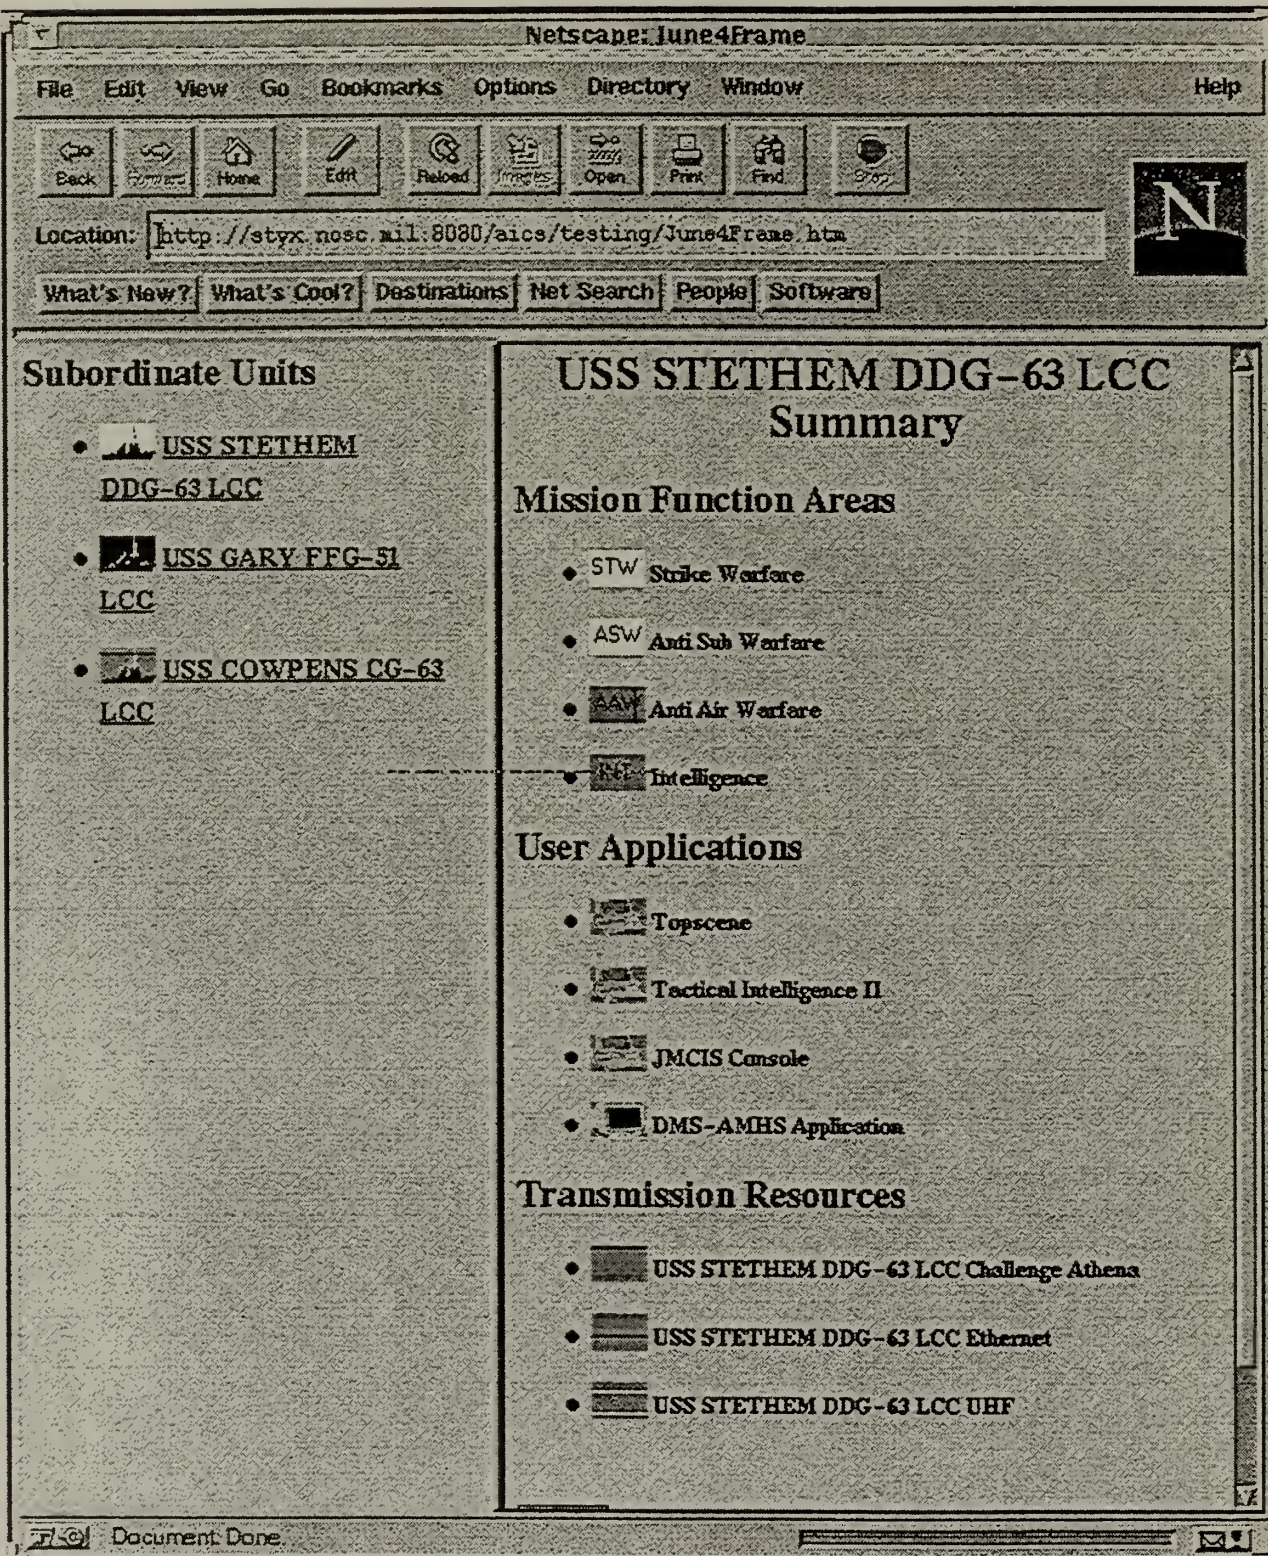 Netscape: June4Frame
File Edit View Go Bookmarks Options Directory Window Help
Back Forward Home Edit Reload Images Open Print Find Stop
N
Location: http://styx.nosc.mil:8080/aics/testing/June4Frame.htm
What's New? What's Cool? Destinations Net Search People Software
Subordinate Units
USS STETHEM
DDG-63 LCC
USS GARY FFG-51
LCC
USS COWPENS CG-63
LCC
USS STETHEM DDG-63 LCC
Summary
Mission Function Areas
STW Strike Warfare
ASW Anti Sub Warfare
AAW Anti Air Warfare
INT Intelligence
User Applications
Topscene
Tactical Intelligence II
JMCIS Console
DMS-AMHS Application
Transmission Resources
USS STETHEM DDG-63 LCC Challenge Athena
USS STETHEM DDG-63 LCC Ethernet
USS STETHEM DDG-63 LCC UHF
Document: Done.